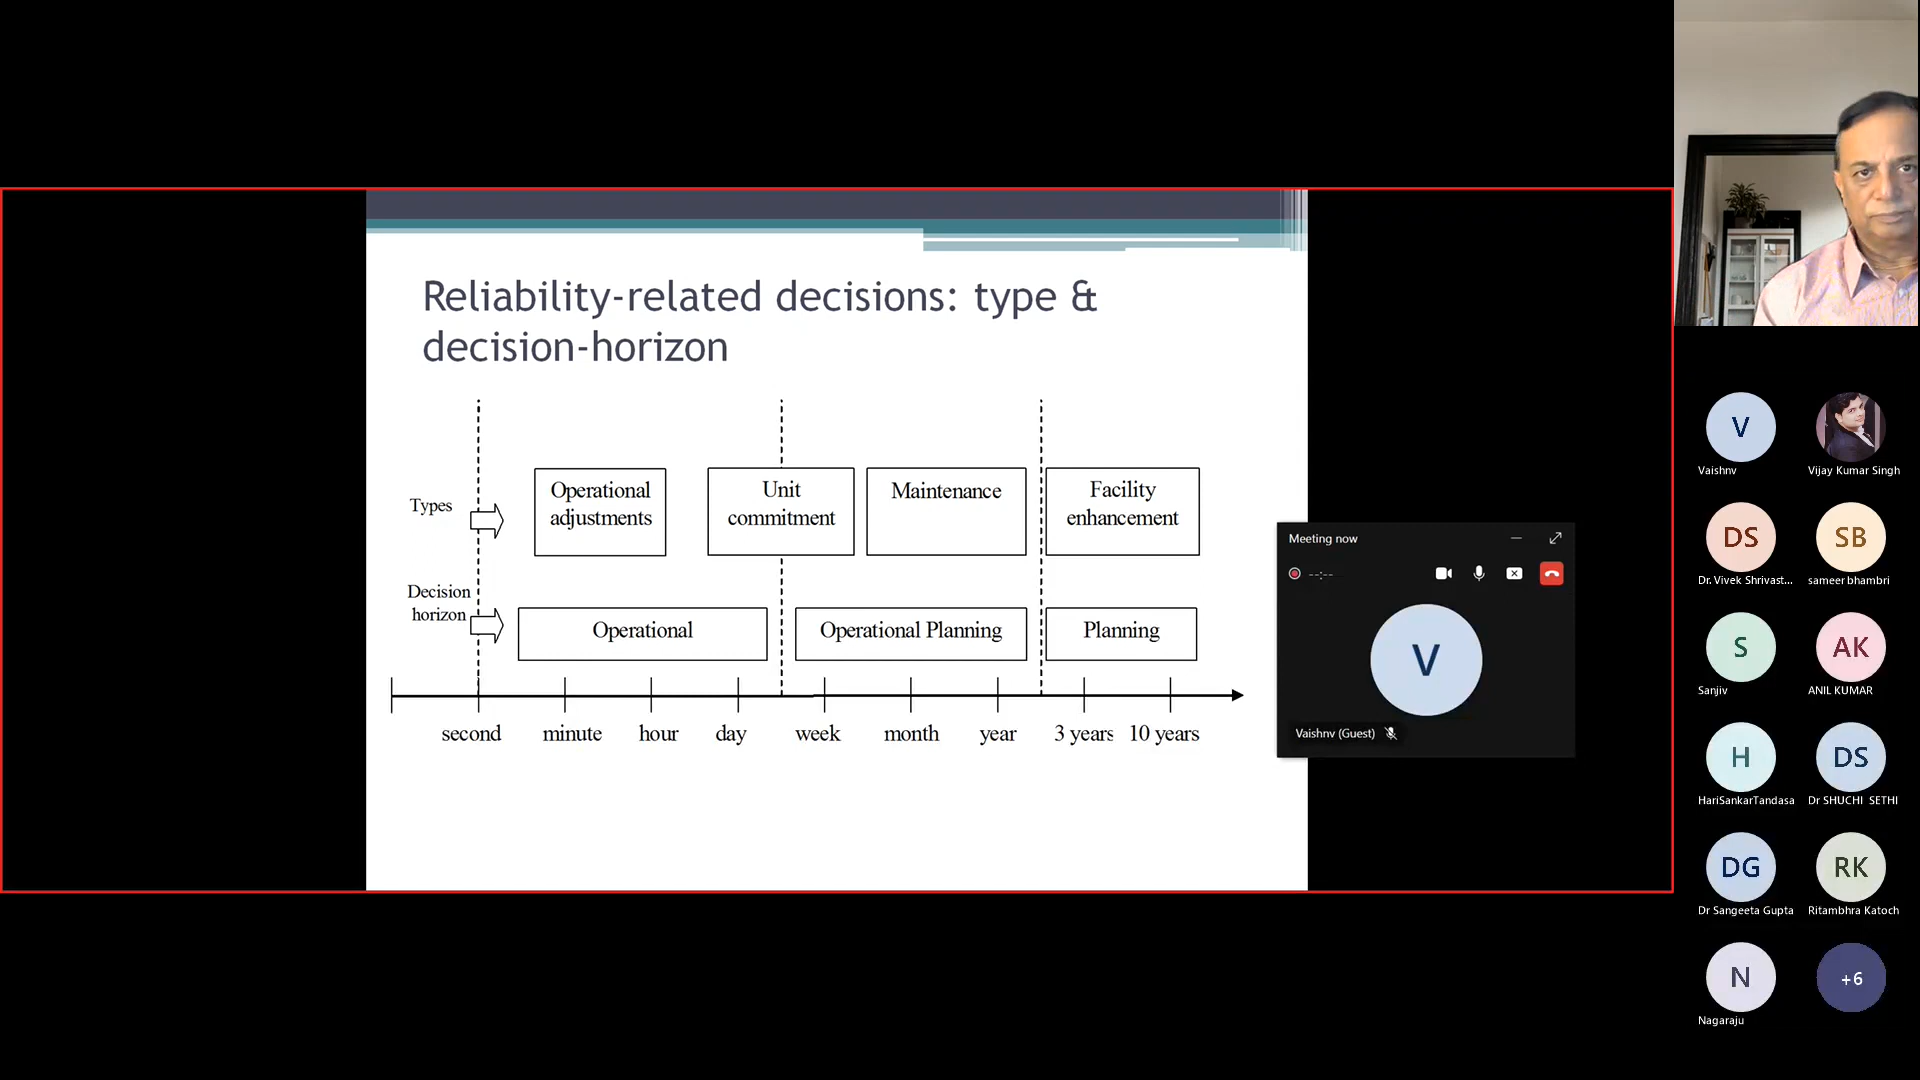 Reliability-related decisions: type &
decision-horizon
Types
Operational
adjustments
Unit
commitment
Maintenance
Facility
enhancement
Decision
horizon
Operational
Operational Planning
Planning
second
minute
hour
day
week
month
year
3 years
10 years
Meeting now
--:--
V
Vaishnv (Guest)
V
Vaishnv
Vijay Kumar Singh
DS
Dr. Vivek Shrivast...
SB
sameer bhambri
S
Sanjiv
AK
ANIL KUMAR
H
HariSankarTandasa
DS
Dr SHUCHI SETHI
DG
Dr Sangeeta Gupta
RK
Ritambhra Katoch
N
Nagaraju
+6